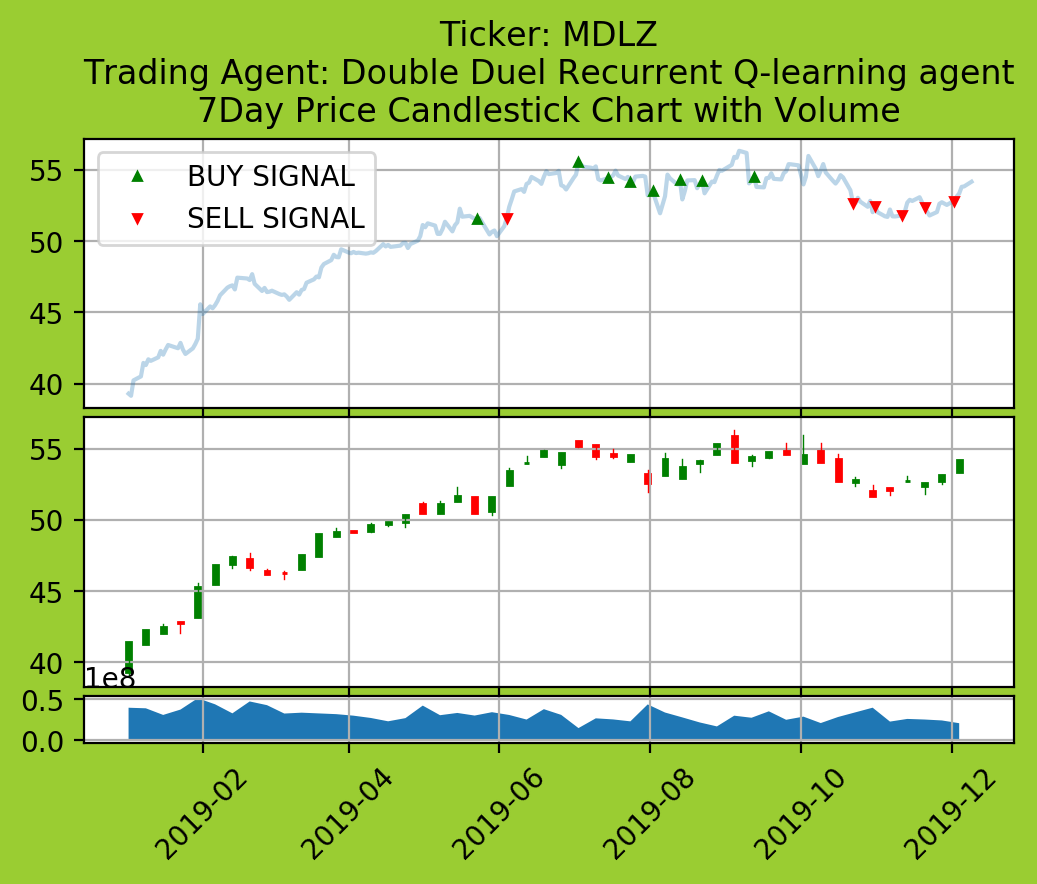 Ticker: MDLZ
Trading Agent: Double Duel Recurrent Q-learning agent
7Day Price Candlestick Chart with Volume
BUY SIGNAL
SELL SIGNAL
55
50
45
40
55
50
45
40
1e8
0.5
0.0
2019-02
2019-04
2019-06
2019-08
2019-10
2019-12